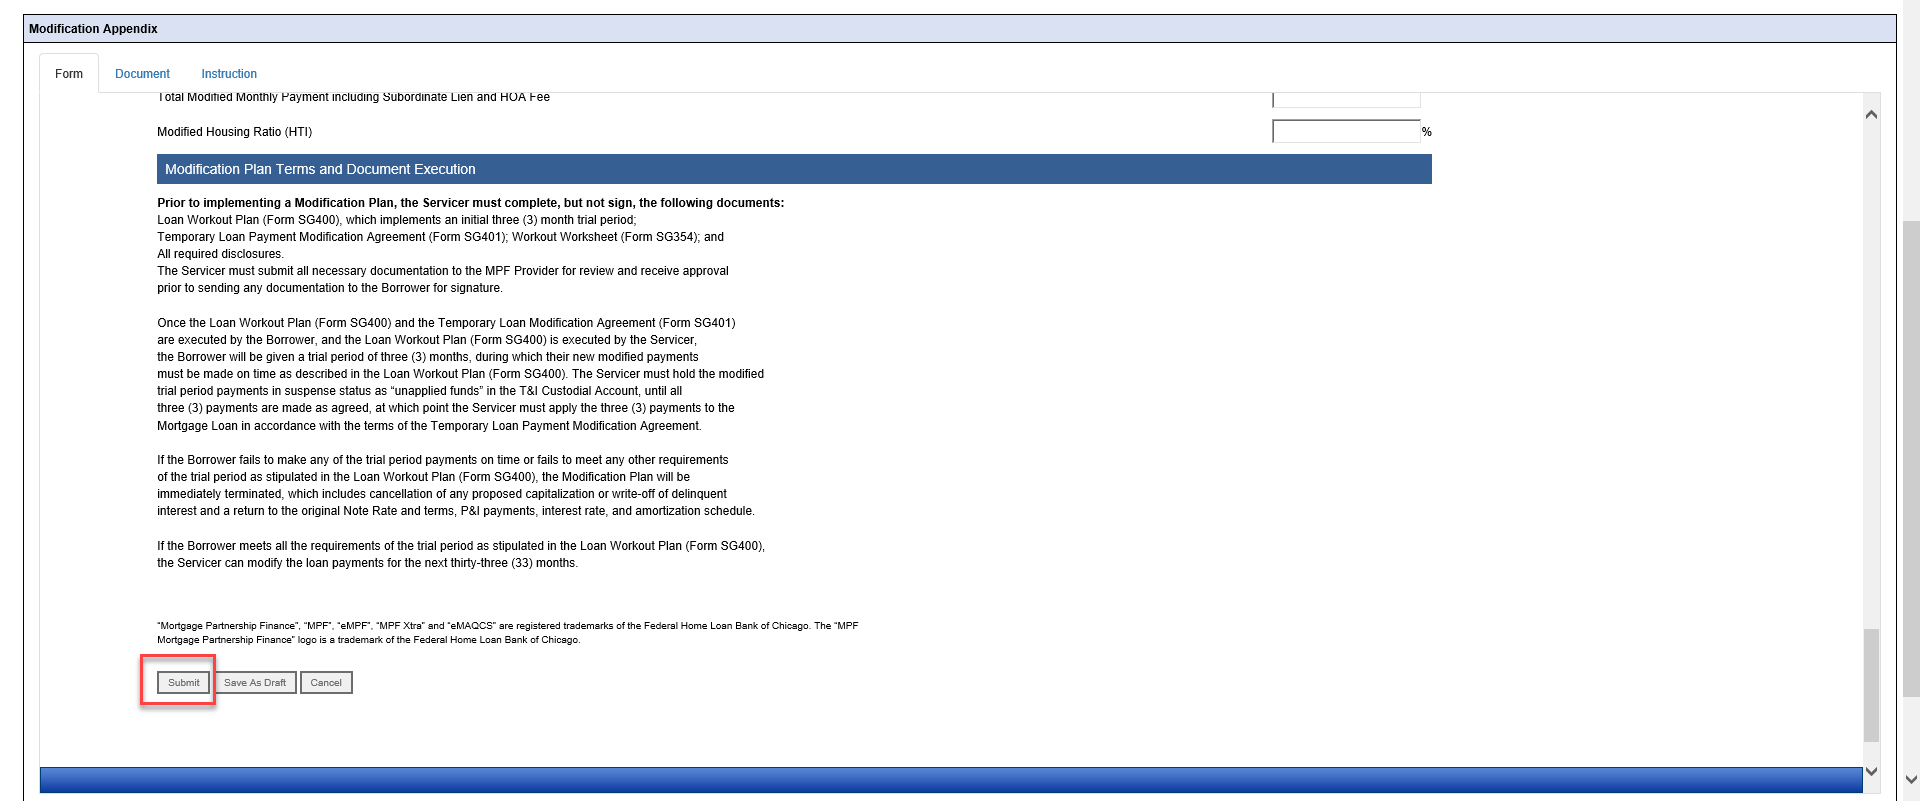 Modification Appendix
Form Document Instruction
Total Modified Monthly Payment including Subordinate Lien and HOA Fee
Modified Housing Ratio (HTI) %
Modification Plan Terms and Document Execution
Prior to implementing a Modification Plan, the Servicer must complete, but not sign, the following documents:
Loan Workout Plan (Form SG400), which implements an initial three (3) month trial period;
Temporary Loan Payment Modification Agreement (Form SG401); Workout Worksheet (Form SG354); and
All required disclosures.
The Servicer must submit all necessary documentation to the MPF Provider for review and receive approval
prior to sending any documentation to the Borrower for signature.
Once the Loan Workout Plan (Form SG400) and the Temporary Loan Modification Agreement (Form SG401)
are executed by the Borrower, and the Loan Workout Plan (Form SG400) is executed by the Servicer,
the Borrower will be given a trial period of three (3) months, during which their new modified payments
must be made on time as described in the Loan Workout Plan (Form SG400). The Servicer must hold the modified
trial period payments in suspense status as “unapplied funds” in the T&I Custodial Account, until all
three (3) payments are made as agreed, at which point the Servicer must apply the three (3) payments to the
Mortgage Loan in accordance with the terms of the Temporary Loan Payment Modification Agreement.
If the Borrower fails to make any of the trial period payments on time or fails to meet any other requirements
of the trial period as stipulated in the Loan Workout Plan (Form SG400), the Modification Plan will be
immediately terminated, which includes cancellation of any proposed capitalization or write-off of delinquent
interest and a return to the original Note Rate and terms, P&I payments, interest rate, and amortization schedule.
If the Borrower meets all the requirements of the trial period as stipulated in the Loan Workout Plan (Form SG400),
the Servicer can modify the loan payments for the next thirty-three (33) months.
“Mortgage Partnership Finance”, “MPF”, “eMPF”, “MPF Xtra” and “eMAQCS” are registered trademarks of the Federal Home Loan Bank of Chicago. The “MPF
Mortgage Partnership Finance” logo is a trademark of the Federal Home Loan Bank of Chicago.
Submit Save As Draft Cancel